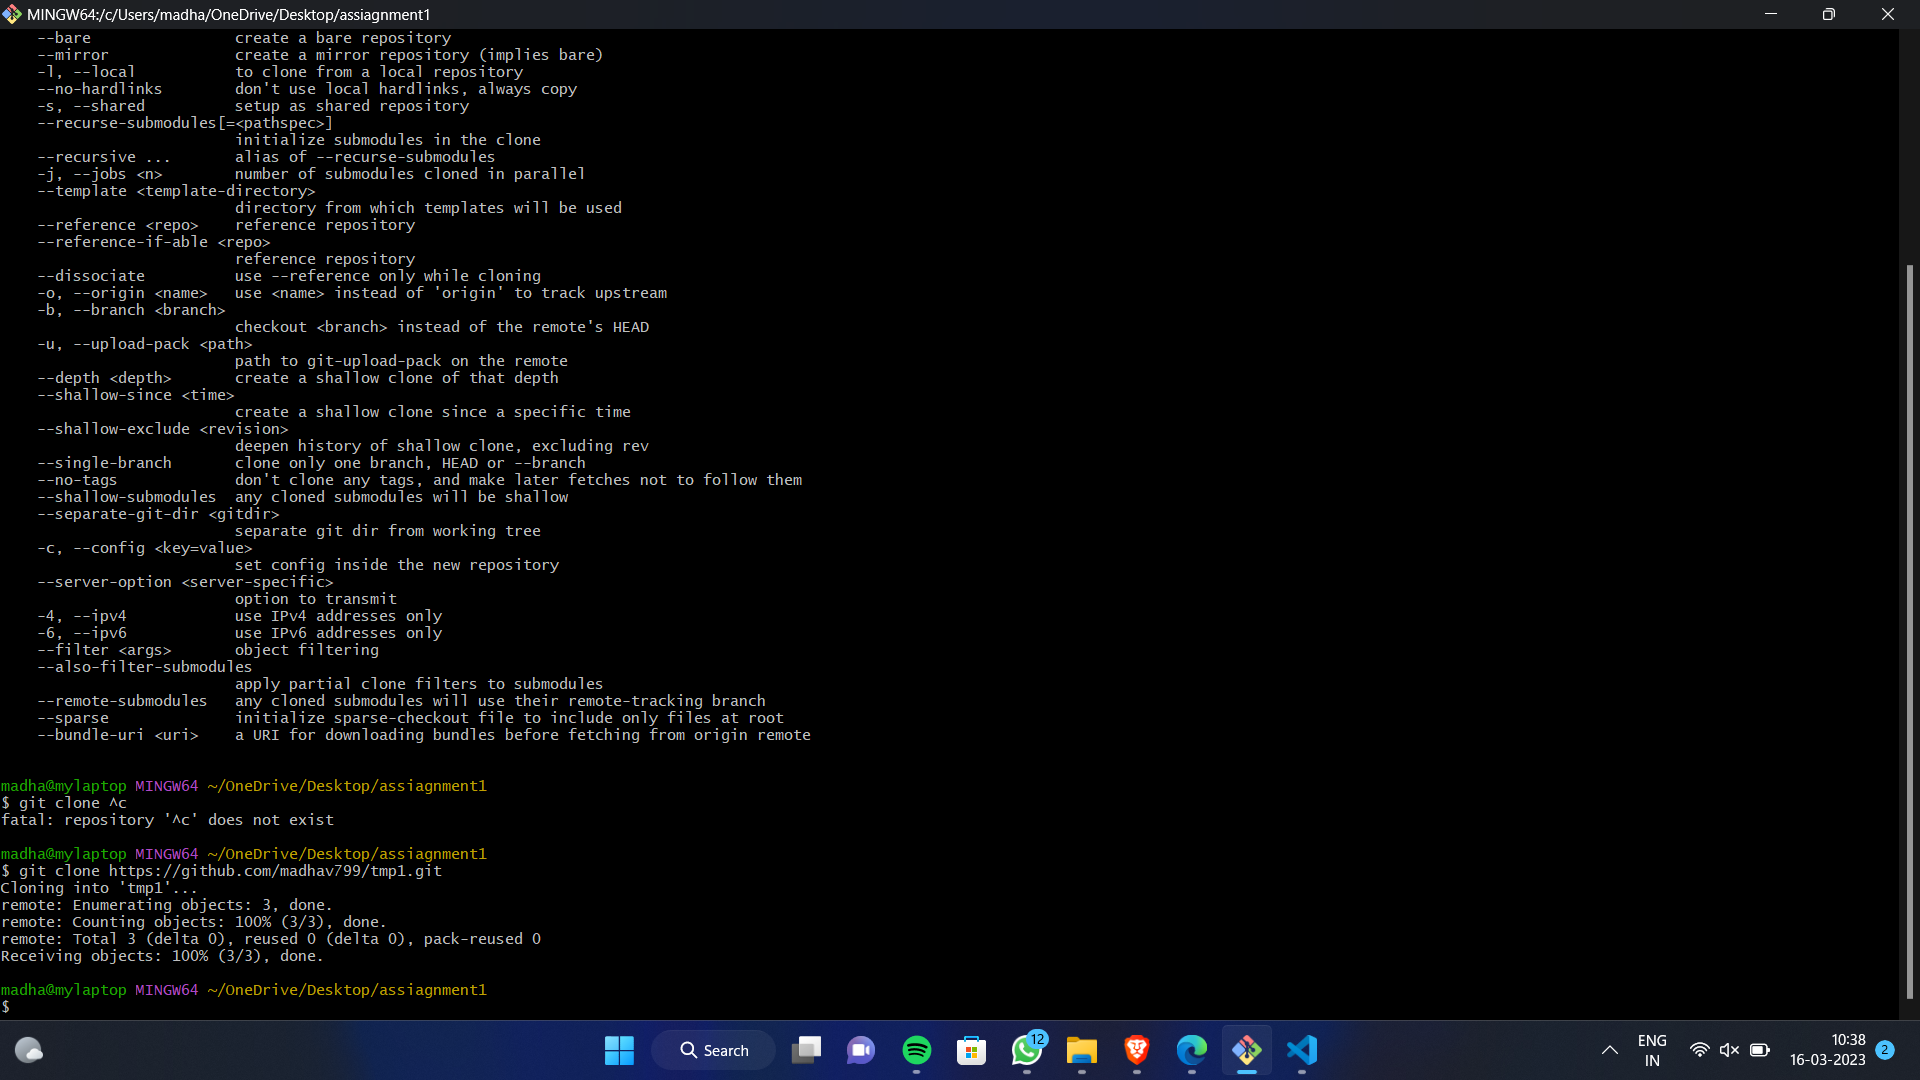 MINGW64:/c/Users/madha/OneDrive/Desktop/assiagnment1
--bare create a bare repository
--mirror create a mirror repository (implies bare)
-l, --local to clone from a local repository
--no-hardlinks don't use local hardlinks, always copy
-s, --shared setup as shared repository
--recurse-submodules[=<pathspec>]
initialize submodules in the clone
--recursive ... alias of --recurse-submodules
-j, --jobs <n> number of submodules cloned in parallel
--template <template-directory>
directory from which templates will be used
--reference <repo> reference repository
--reference-if-able <repo>
reference repository
--dissociate use --reference only while cloning
-o, --origin <name> use <name> instead of 'origin' to track upstream
-b, --branch <branch>
checkout <branch> instead of the remote's HEAD
-u, --upload-pack <path>
path to git-upload-pack on the remote
--depth <depth> create a shallow clone of that depth
--shallow-since <time>
create a shallow clone since a specific time
--shallow-exclude <revision>
deepen history of shallow clone, excluding rev
--single-branch clone only one branch, HEAD or --branch
--no-tags don't clone any tags, and make later fetches not to follow them
--shallow-submodules any cloned submodules will be shallow
--separate-git-dir <gitdir>
separate git dir from working tree
-c, --config <key=value>
set config inside the new repository
--server-option <server-specific>
option to transmit
-4, --ipv4 use IPv4 addresses only
-6, --ipv6 use IPv6 addresses only
--filter <args> object filtering
--also-filter-submodules
apply partial clone filters to submodules
--remote-submodules any cloned submodules will use their remote-tracking branch
--sparse initialize sparse-checkout file to include only files at root
--bundle-uri <uri> a URI for downloading bundles before fetching from origin remote
madha@mylaptop MINGW64 ~/OneDrive/Desktop/assiagnment1
$ git clone ^c
fatal: repository '^c' does not exist
madha@mylaptop MINGW64 ~/OneDrive/Desktop/assiagnment1
$ git clone https://github.com/madhav799/tmp1.git
Cloning into 'tmp1'...
remote: Enumerating objects: 3, done.
remote: Counting objects: 100% (3/3), done.
remote: Total 3 (delta 0), reused 0 (delta 0), pack-reused 0
Receiving objects: 100% (3/3), done.
madha@mylaptop MINGW64 ~/OneDrive/Desktop/assiagnment1
$
Search
12
ENG
IN
10:38
16-03-2023
2